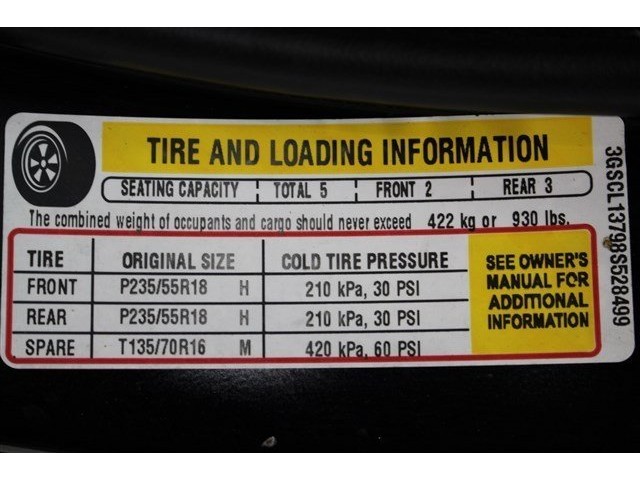 TIRE AND LOADING INFORMATION
SEATING CAPACITY TOTAL 5 FRONT 2 REAR 3
The combined weight of occupants and cargo should never exceed 422 kg or 930 lbs.
TIRE ORIGINAL SIZE COLD TIRE PRESSURE
FRONT P235/55R18 H 210 kPa, 30 PSI
REAR P235/55R18 H 210 kPa, 30 PSI
SPARE T135/70R16 M 420 kPa, 60 PSI
SEE OWNER'S
MANUAL FOR
ADDITIONAL
INFORMATION
3GSCL13798S528499